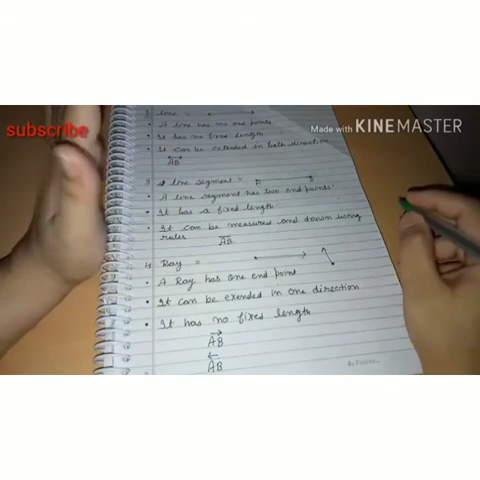 subscribe
Made with KINEMASTER
line =
• A line has no end points
• It has no fixed length
• It can be extended in both direction
AB
3 line segment =
• A line segment has two end points
• It has a fixed length
• It can be measured and drawn using
ruler
AB
4 Ray =
• A Ray has one end point
• It can be exended in one direction
• It has no fixed length
AB
AB